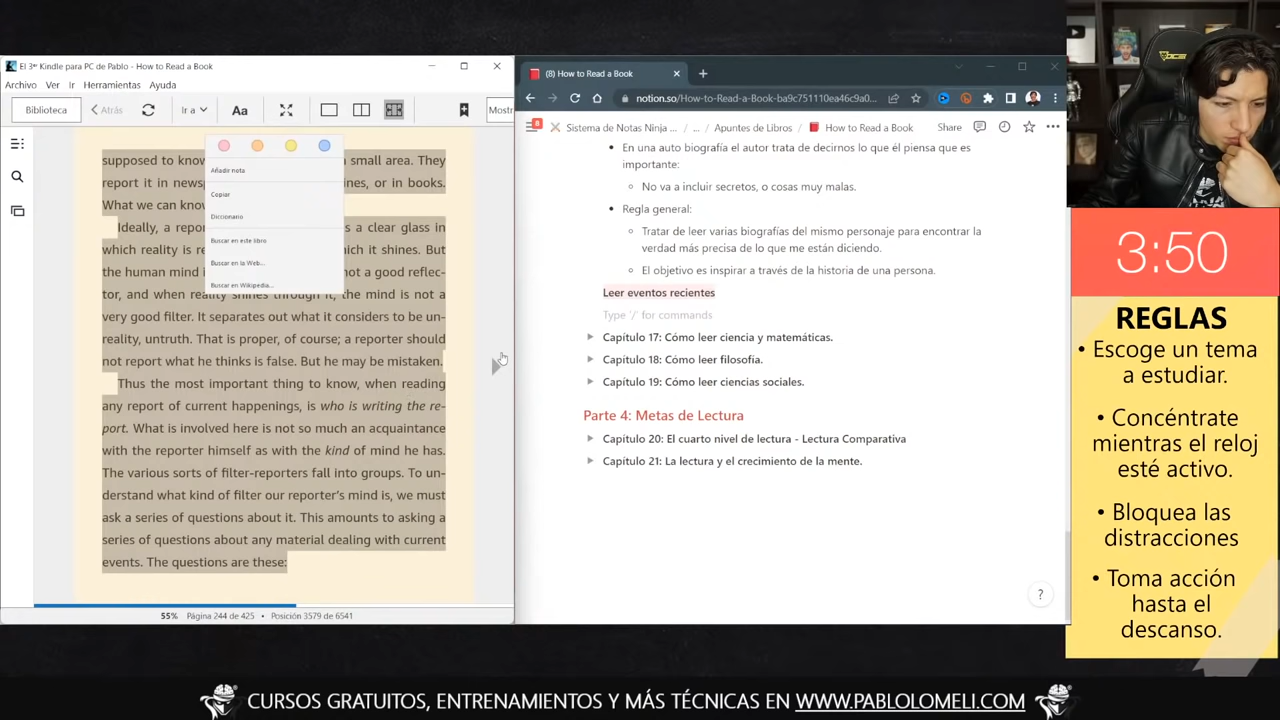 El 3er Kindle para PC de Pablo - How to Read a Book
Archivo Ver Ir Herramientas Ayuda
Biblioteca Atrás Ir a Aa Mostr
supposed to know small area. They
report it in newsp ines, or in books.
What we can know
Ideally, a repor s a clear glass in
which reality is re hich it shines. But
the human mind i not a good reflec-
tor, and when reality shines through it, the mind is not a
very good filter. It separates out what it considers to be un-
reality, untruth. That is proper, of course; a reporter should
not report what he thinks is false. But he may be mistaken.
Thus the most important thing to know, when reading
any report of current happenings, is who is writing the re-
port. What is involved here is not so much an acquaintance
with the reporter himself as with the kind of mind he has.
The various sorts of filter-reporters fall into groups. To un-
derstand what kind of filter our reporter's mind is, we must
ask a series of questions about it. This amounts to asking a
series of questions about any material dealing with current
events. The questions are these:
Añadir nota
Copiar
Diccionario
Buscar en este libro
Buscar en la Web...
Buscar en Wikipedia...
55% Página 244 de 425 • Posición 3579 de 6541
(8) How to Read a Book
notion.so/How-to-Read-a-Book-ba9c751110ea46c9a0...
8
Sistema de Notas Ninja ... / ... / Apuntes de Libros / How to Read a Book Share
En una auto biografía el autor trata de decirnos lo que él piensa que es
importante:
No va a incluir secretos, o cosas muy malas.
Regla general:
Tratar de leer varias biografías del mismo personaje para encontrar la
verdad más precisa de lo que me están diciendo.
El objetivo es inspirar a través de la historia de una persona.
Leer eventos recientes
Type '/' for commands
Capítulo 17: Cómo leer ciencia y matemáticas.
Capítulo 18: Cómo leer filosofía.
Capítulo 19: Cómo leer ciencias sociales.
Parte 4: Metas de Lectura
Capítulo 20: El cuarto nivel de lectura - Lectura Comparativa
Capítulo 21: La lectura y el crecimiento de la mente.
?
3:50
REGLAS
• Escoge un tema
a estudiar.
• Concéntrate
mientras el reloj
esté activo.
• Bloquea las
distracciones
• Toma acción
hasta el
descanso.
CURSOS GRATUITOS, ENTRENAMIENTOS Y MÁS TÉCNICAS EN WWW.PABLOLOMELI.COM